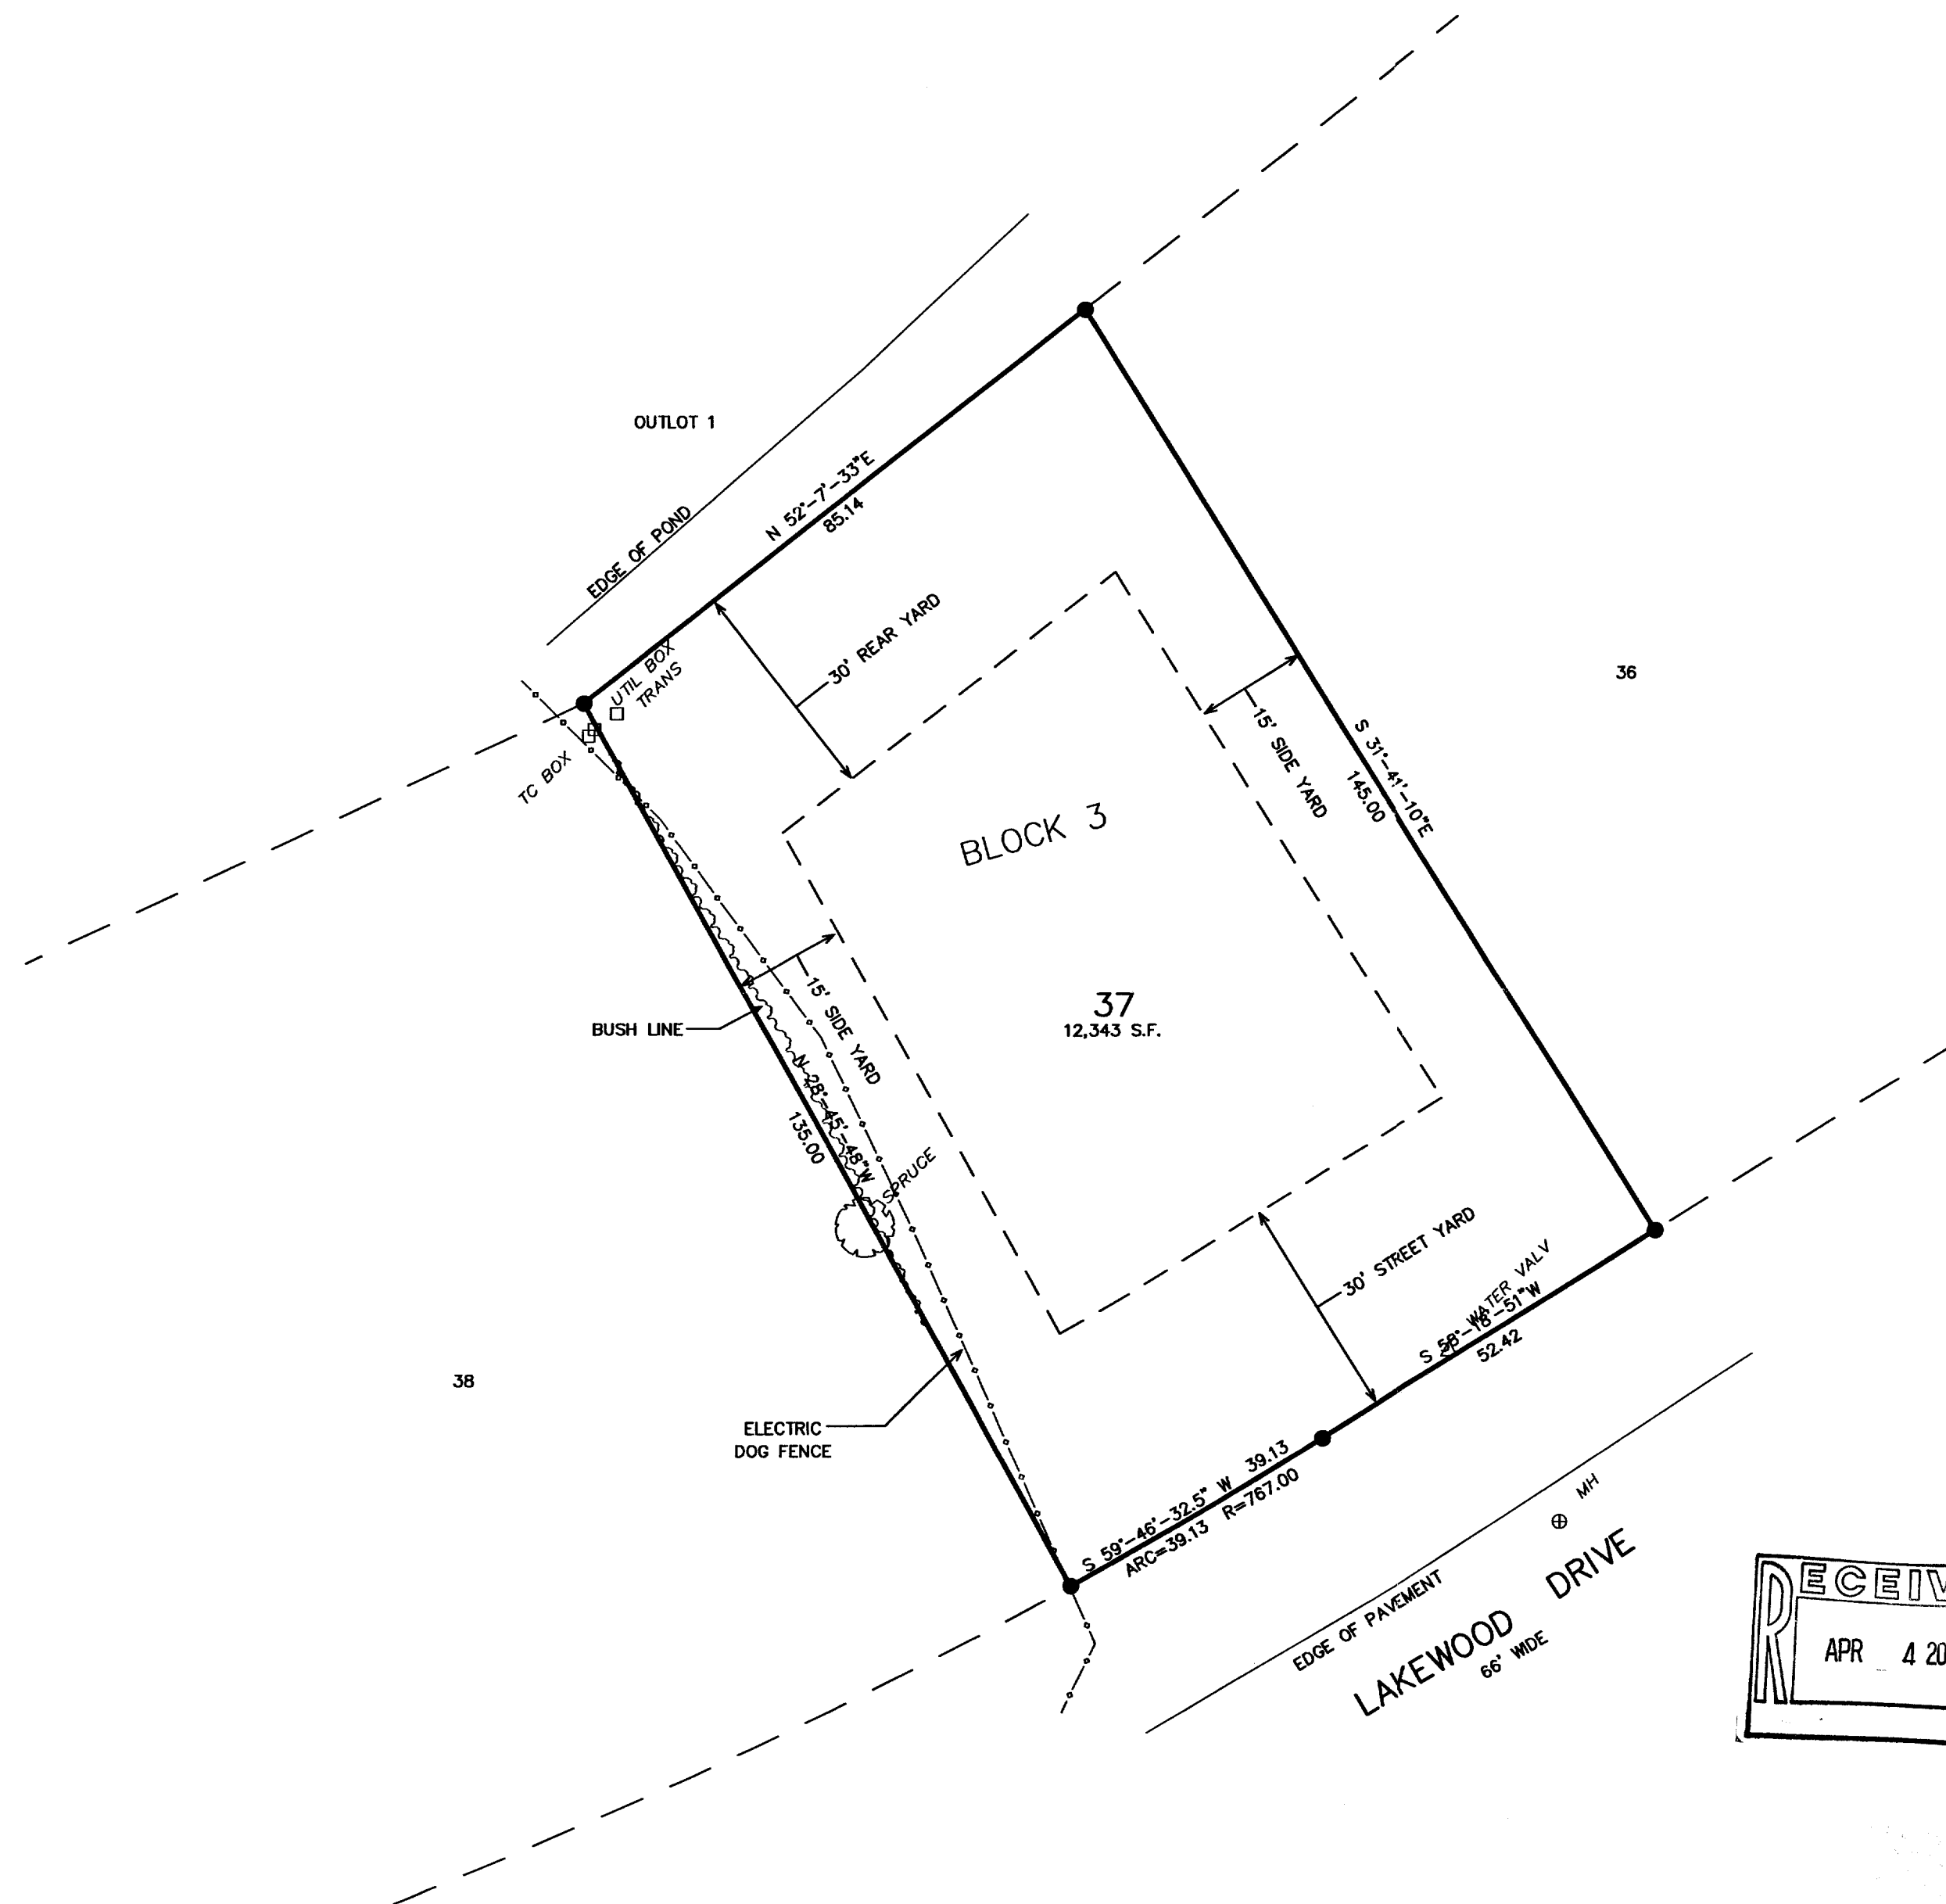 OUTLOT 1
EDGE OF POND
N 52°-7'-33"E
85.14
UTIL BOX
TRANS
TC BOX
30' REAR YARD
15' SIDE YARD
S 31°-41'-10"E
145.00
36
BLOCK 3
37
12,343 S.F.
BUSH LINE
15' SIDE YARD
N 28°-45'-48"W
135.00
SPRUCE
30' STREET YARD
WATER VALV
S 58°-18'-51"W
52.42
38
ELECTRIC
DOG FENCE
S 59°-46'-32.5" W 39.13
ARC=39.13 R=767.00
MH
EDGE OF PAVEMENT
LAKEWOOD DRIVE
66' WIDE
RECEIV
APR 4 20